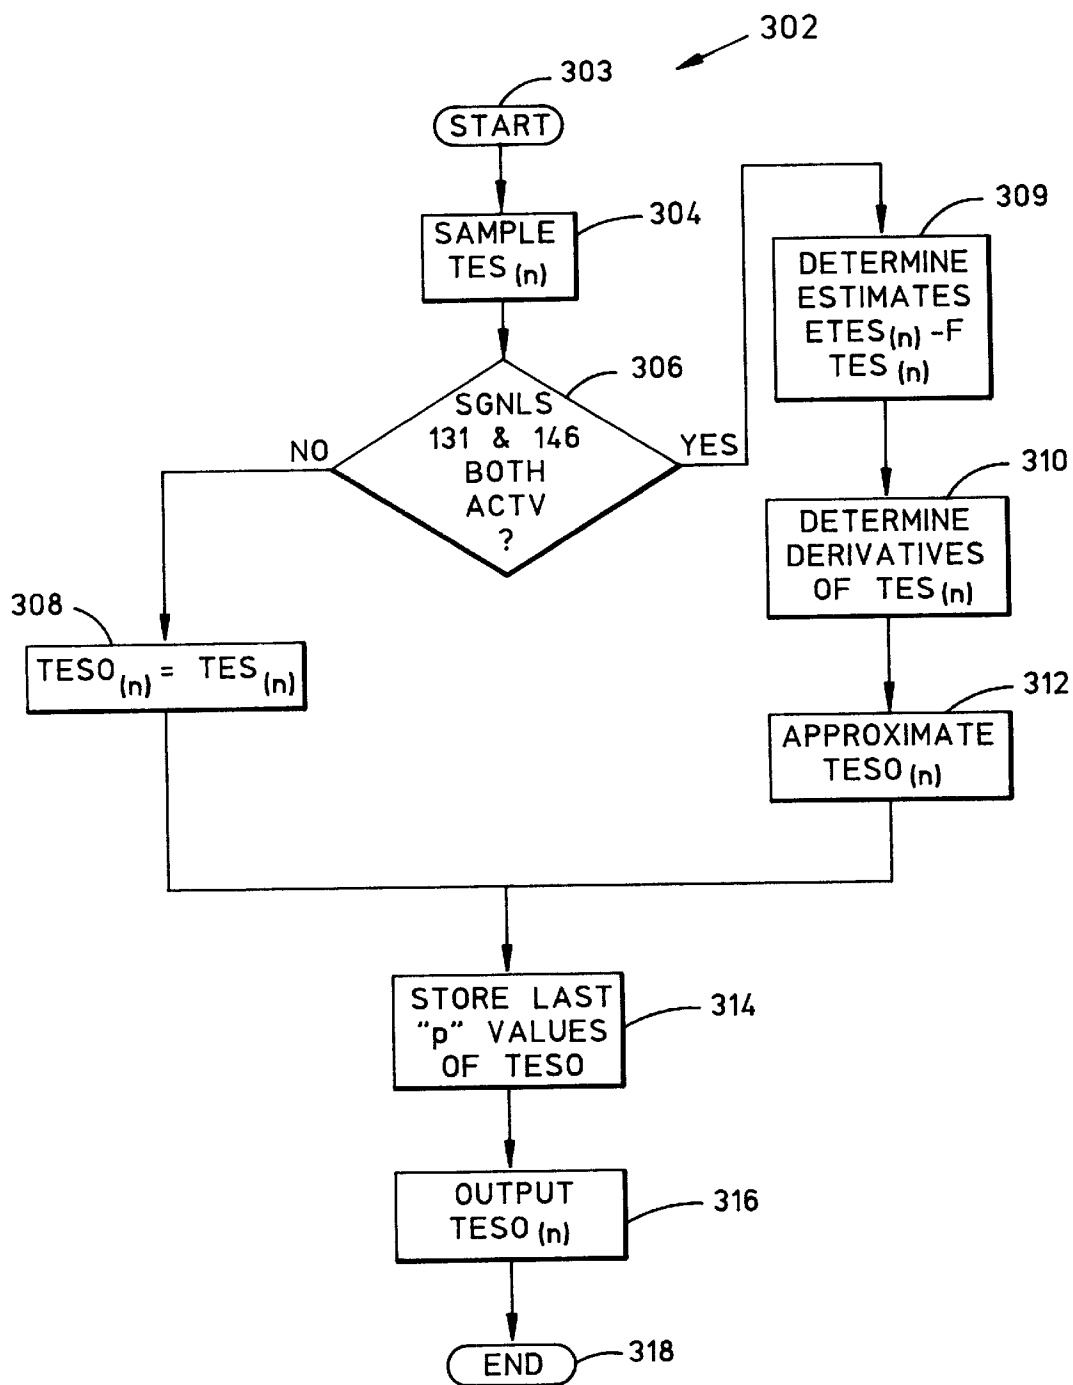 302
303
START
304
SAMPLE
TES(n)
306
SGNLS
131 & 146
BOTH
ACTV
?
NO
YES
309
DETERMINE
ESTIMATES
ETES(n) -F
TES(n)
310
DETERMINE
DERIVATIVES
OF TES(n)
308
TESO(n) = TES(n)
312
APPROXIMATE
TESO(n)
314
STORE LAST
"p" VALUES
OF TESO
316
OUTPUT
TESO(n)
318
END